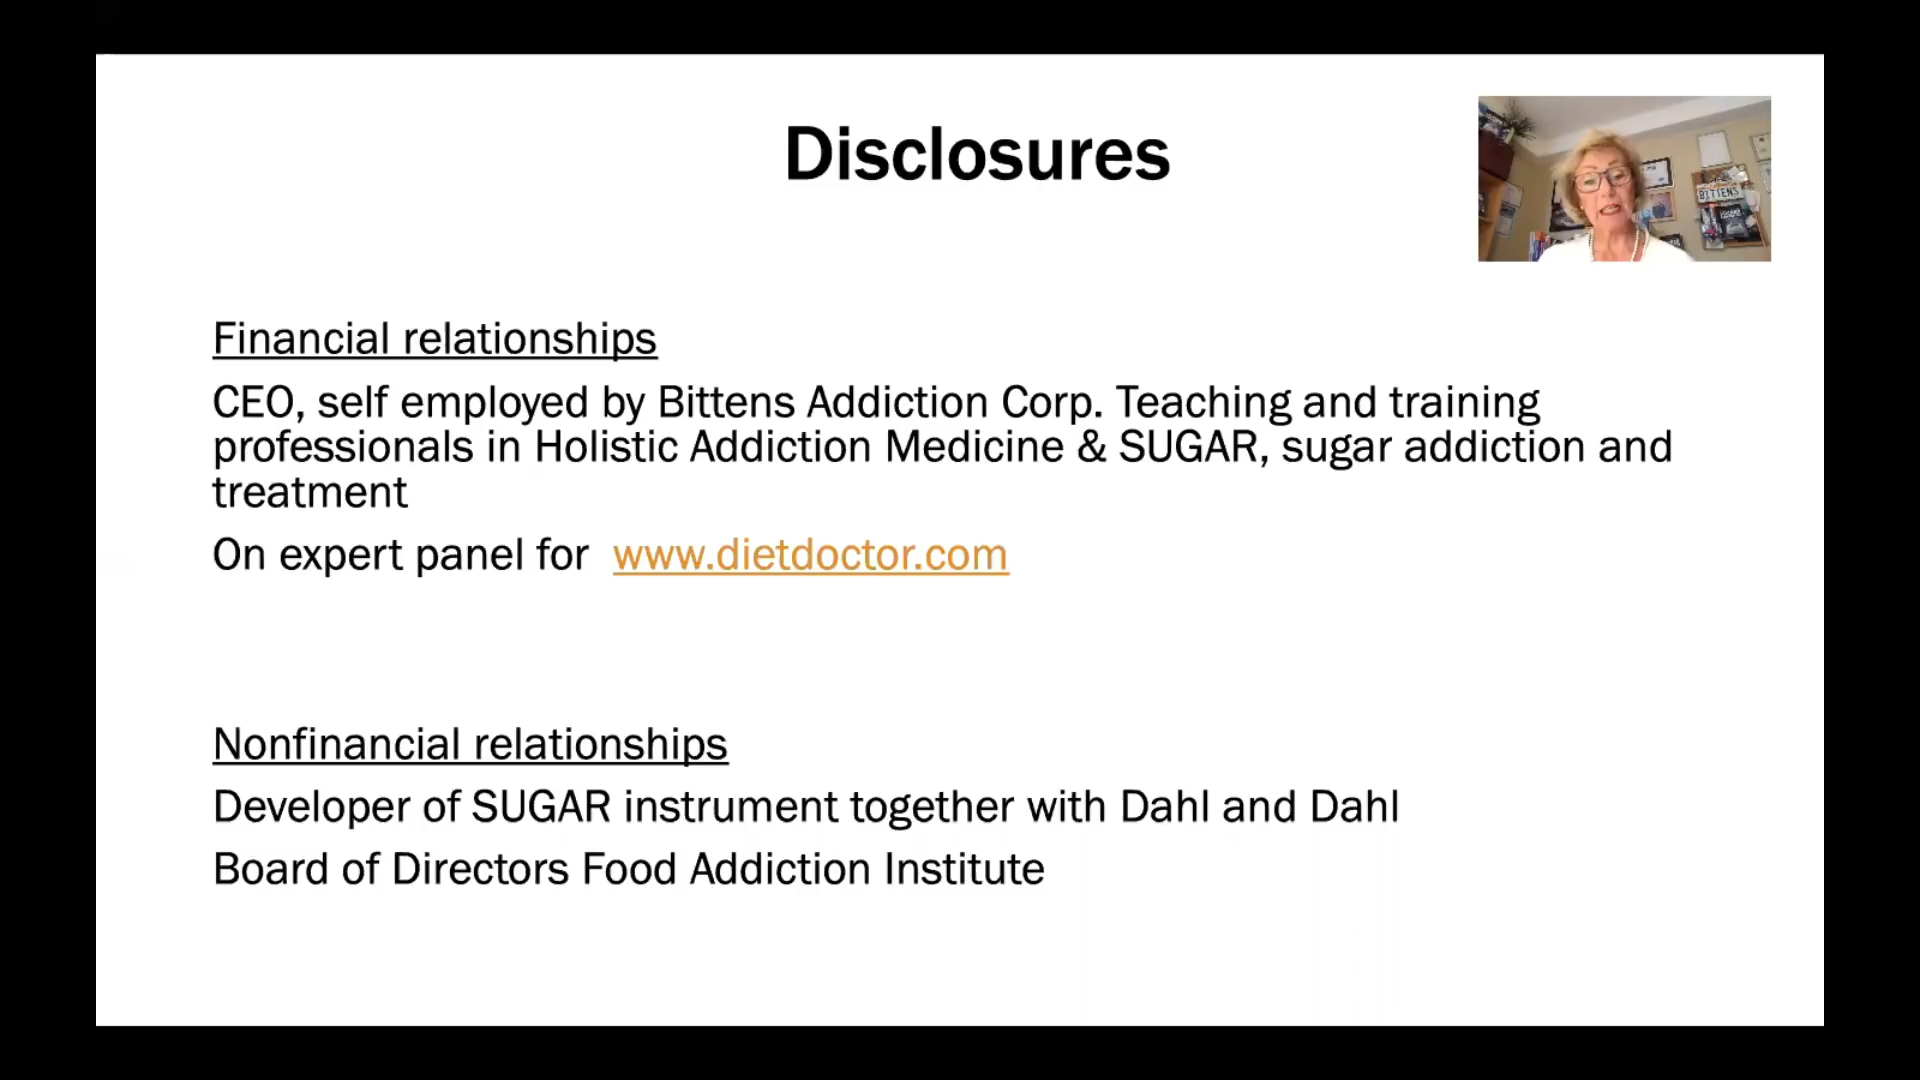 Disclosures
BITTENS
Financial relationships
CEO, self employed by Bittens Addiction Corp. Teaching and training
professionals in Holistic Addiction Medicine & SUGAR, sugar addiction and
treatment
On expert panel for www.dietdoctor.com
Nonfinancial relationships
Developer of SUGAR instrument together with Dahl and Dahl
Board of Directors Food Addiction Institute